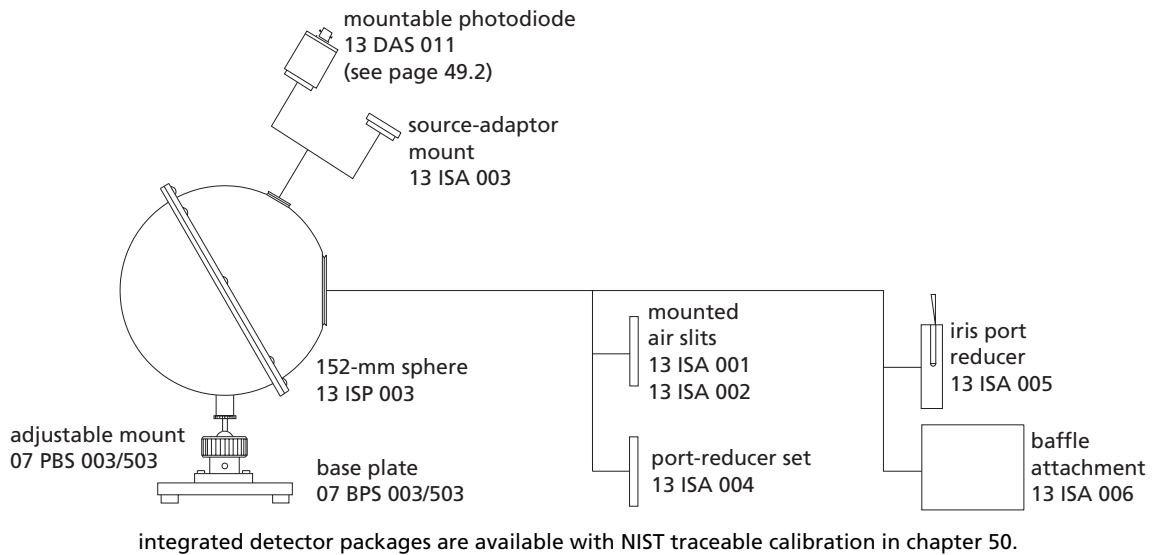 mountable photodiode
13 DAS 011
(see page 49.2)
source-adaptor
mount
13 ISA 003
mounted
air slits
13 ISA 001
13 ISA 002
iris port
reducer
13 ISA 005
152-mm sphere
13 ISP 003
adjustable mount
07 PBS 003/503
base plate
07 BPS 003/503
port-reducer set
13 ISA 004
baffle
attachment
13 ISA 006
integrated detector packages are available with NIST traceable calibration in chapter 50.